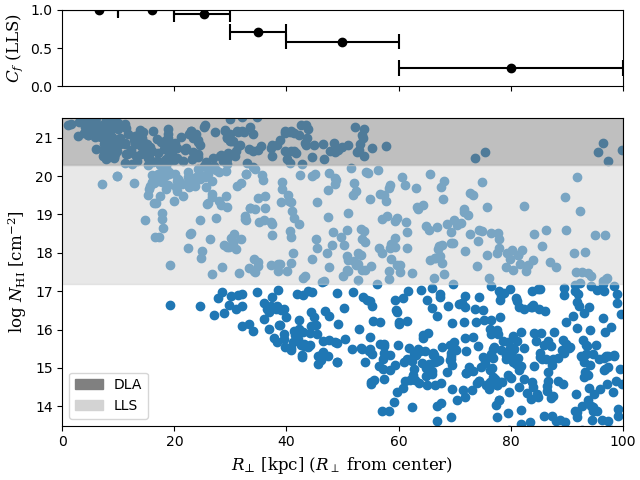 1.0
0.5
0.0
C_f (LLS)
21
20
19
18
17
16
15
14
log N_HI [cm^−2]
DLA
LLS
0 20 40 60 80 100
R_⊥ [kpc] (R_⊥ from center)